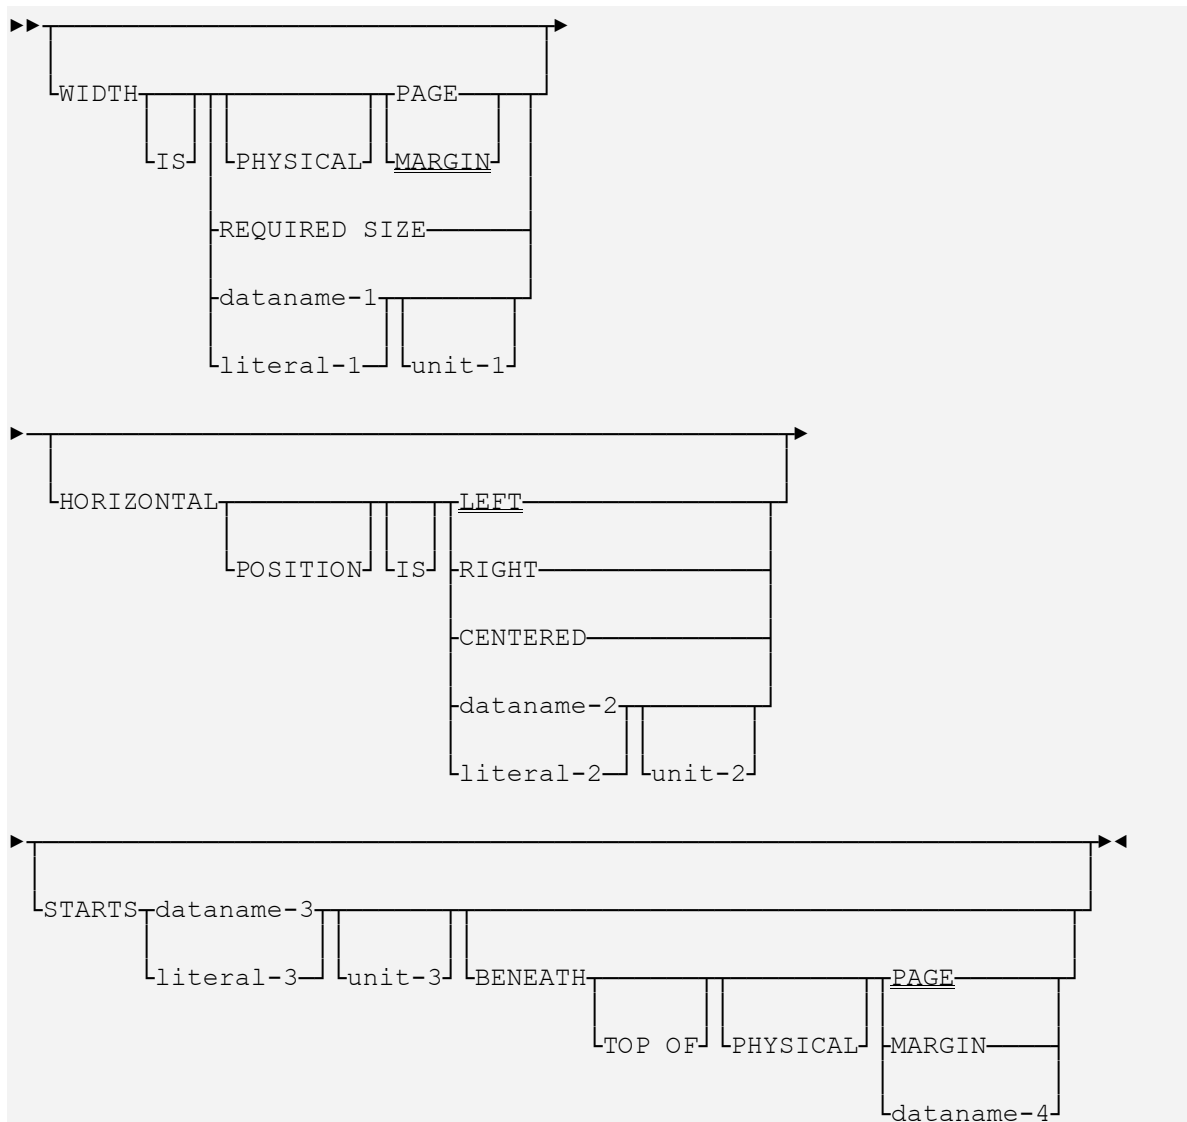 WIDTH PAGE
IS PHYSICAL MARGIN
REQUIRED SIZE
dataname-1
literal-1 unit-1
HORIZONTAL LEFT
POSITION IS RIGHT
CENTERED
dataname-2
literal-2 unit-2
STARTS dataname-3
literal-3 unit-3 BENEATH PAGE
TOP OF PHYSICAL MARGIN
dataname-4